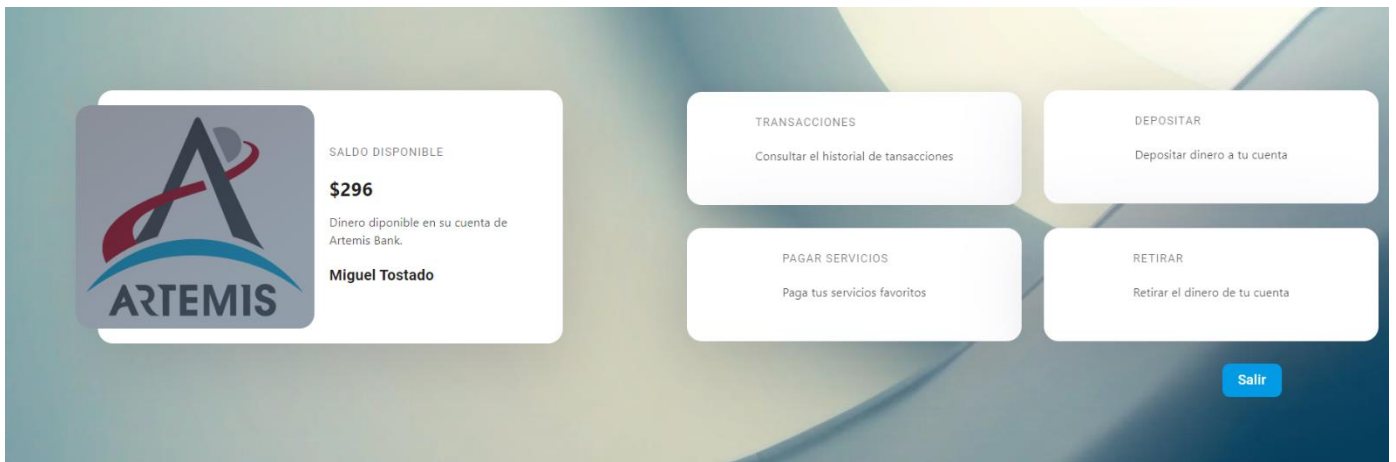 ARTEMIS
SALDO DISPONIBLE
$296
Dinero diponible en su cuenta de
Artemis Bank.
Miguel Tostado
TRANSACCIONES
Consultar el historial de tansacciones
DEPOSITAR
Depositar dinero a tu cuenta
PAGAR SERVICIOS
Paga tus servicios favoritos
RETIRAR
Retirar el dinero de tu cuenta
Salir